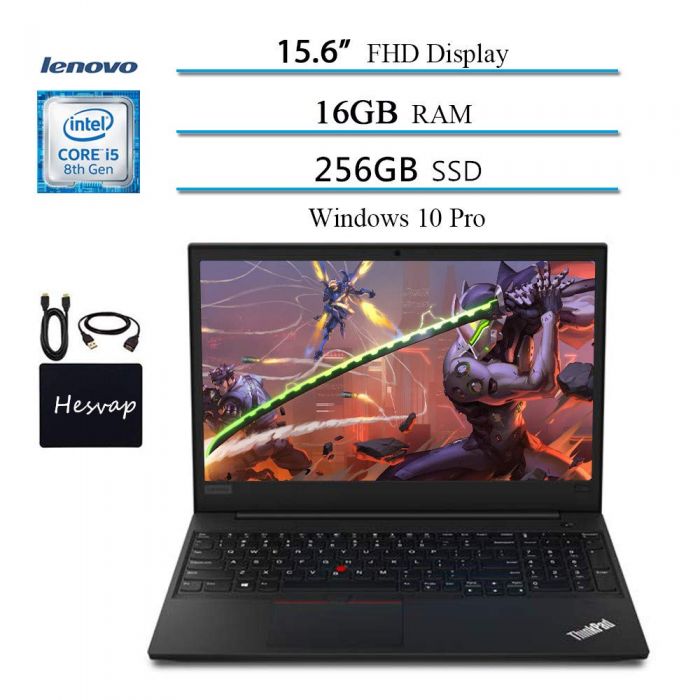 lenovo
15.6” FHD Display
intel
CORE i5
8th Gen
16GB RAM
256GB SSD
Windows 10 Pro
Hesvap
Lenovo
ThinkPad